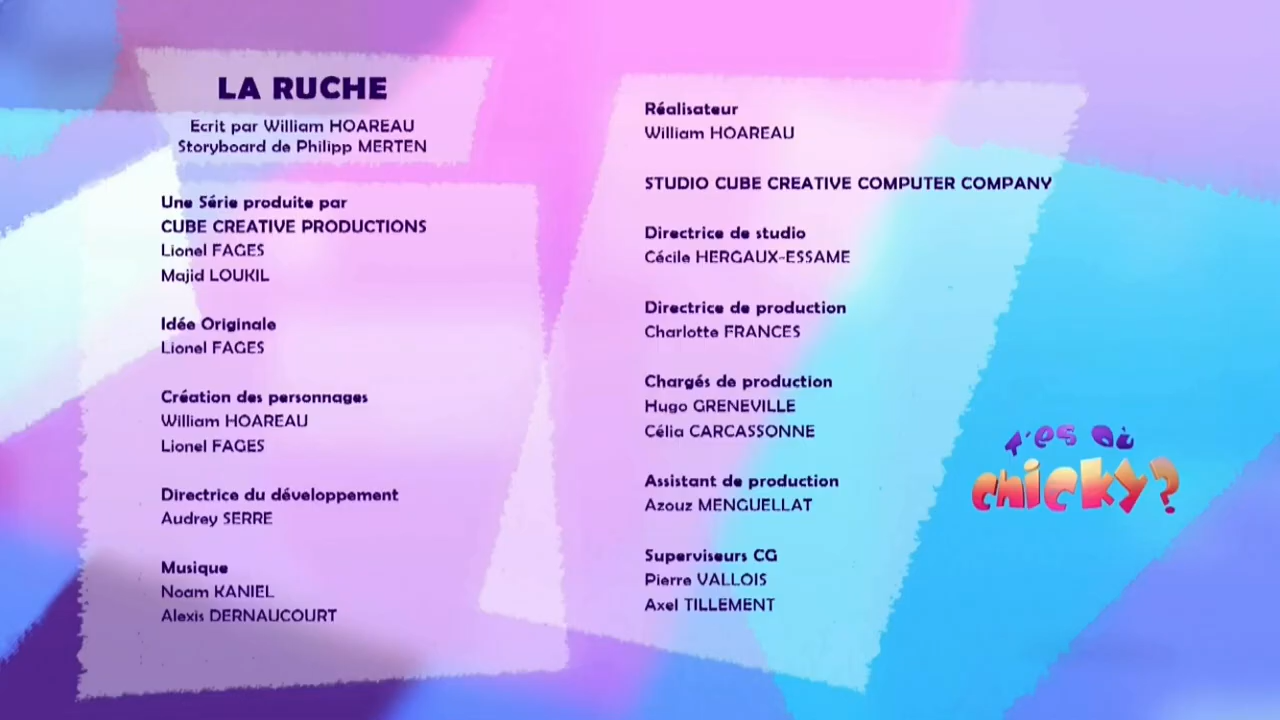 LA RUCHE
Ecrit par William HOAREAU
Storyboard de Philipp MERTEN
Une Série produite par
CUBE CREATIVE PRODUCTIONS
Lionel FAGES
Majid LOUKIL
Idée Originale
Lionel FAGES
Création des personnages
William HOAREAU
Lionel FAGES
Directrice du développement
Audrey SERRE
Musique
Noam KANIEL
Alexis DERNAUCOURT
Réalisateur
William HOAREAU
STUDIO CUBE CREATIVE COMPUTER COMPANY
Directrice de studio
Cécile HERGAUX-ESSAME
Directrice de production
Charlotte FRANCES
Chargés de production
Hugo GRENEVILLE
Célia CARCASSONNE
Assistant de production
Azouz MENGUELLAT
Superviseurs CG
Pierre VALLOIS
Axel TILLEMENT
t'es où
chicky?